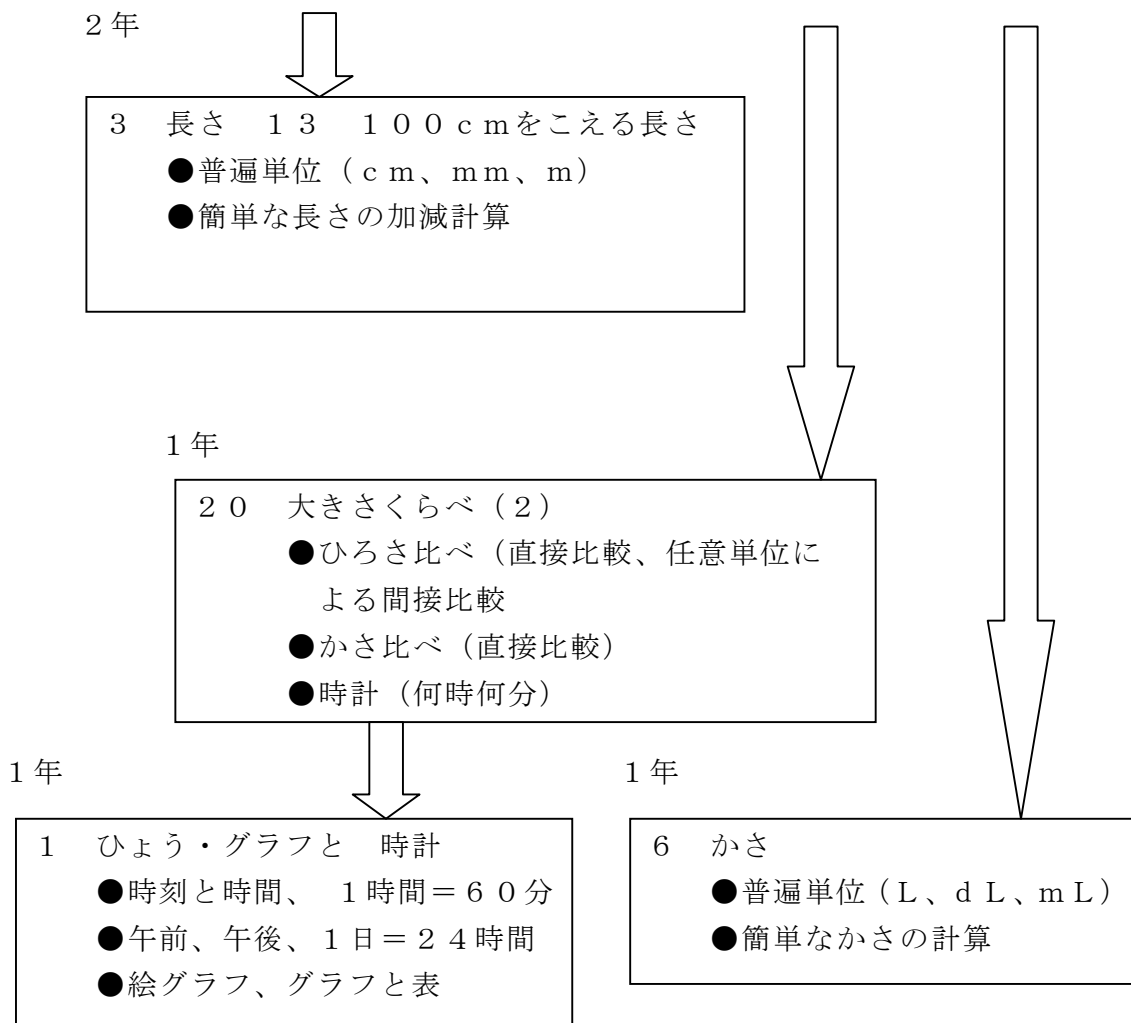 ２年
３　長さ　１３　１００ｃｍをこえる長さ
●普遍単位（ｃｍ、ｍｍ、ｍ）
●簡単な長さの加減計算
１年
２０　大きさくらべ（２）
●ひろさ比べ（直接比較、任意単位に
よる間接比較
●かさ比べ（直接比較）
●時計（何時何分）
１年
１　ひょう・グラフと　時計
●時刻と時間、　１時間＝６０分
●午前、午後、１日＝２４時間
●絵グラフ、グラフと表
１年
６　かさ
●普遍単位（Ｌ、ｄＬ、ｍＬ）
●簡単なかさの計算